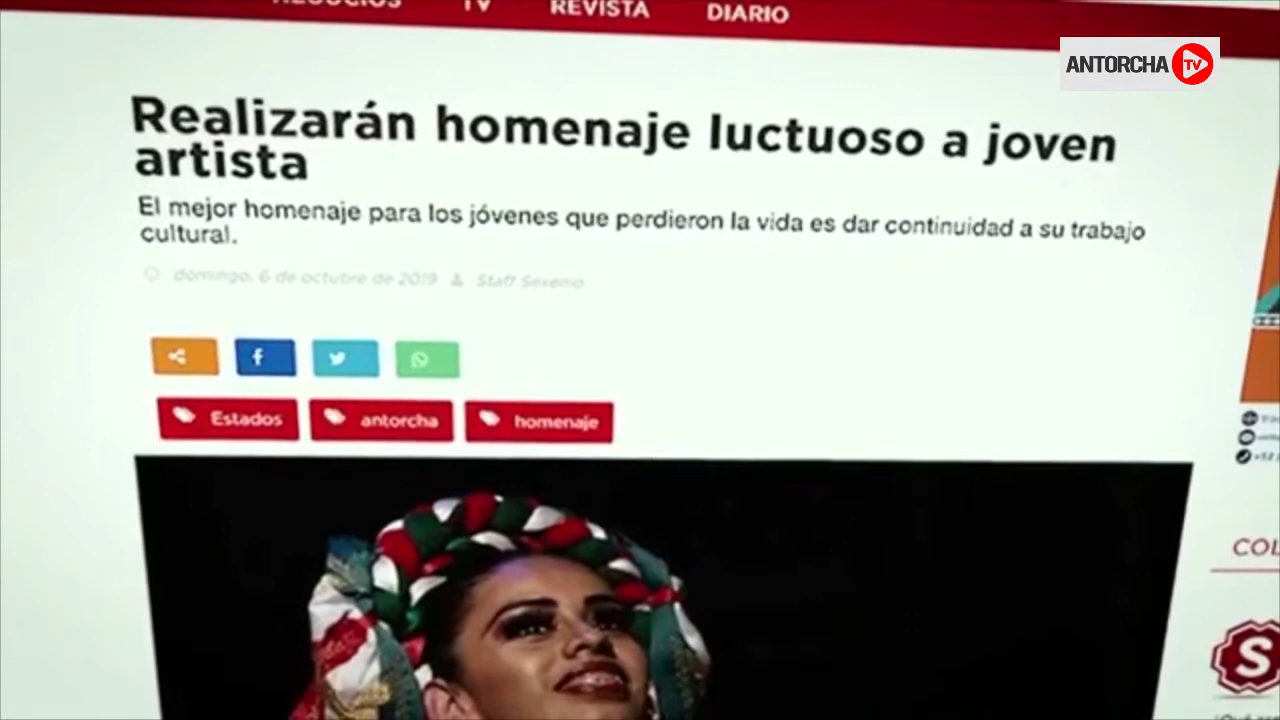 NEGOCIOS TV REVISTA DIARIO
ANTORCHA TV
Realizarán homenaje luctuoso a joven
artista
El mejor homenaje para los jóvenes que perdieron la vida es dar continuidad a su trabajo
cultural.
domingo, 6 de octubre de 2019 Staff Sexenio
Estados antorcha homenaje
COL
S